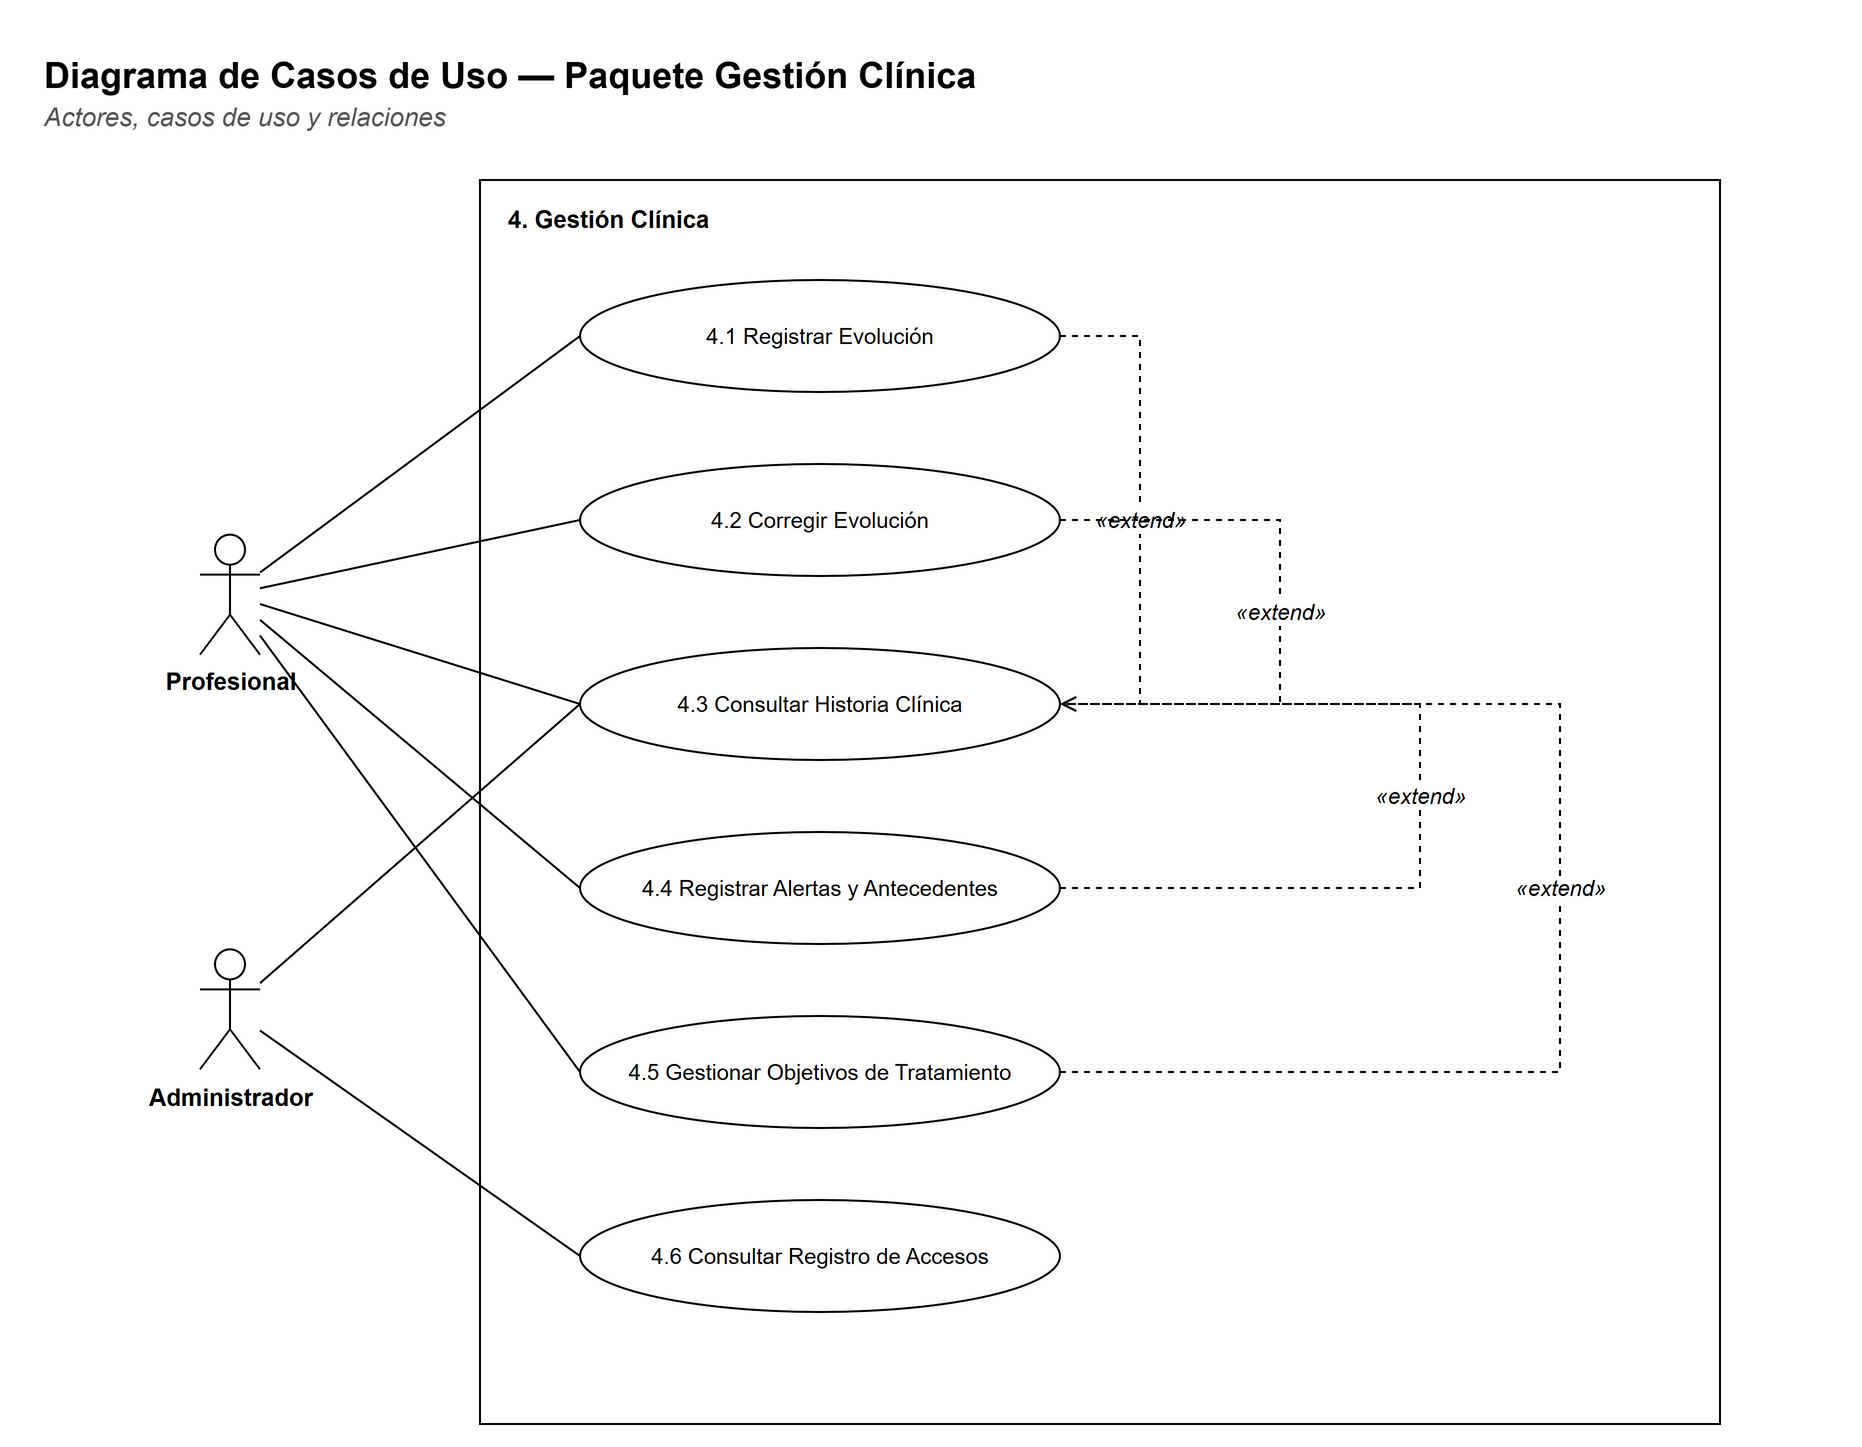 Diagrama de Casos de Uso — Paquete Gestión Clínica
Actores, casos de uso y relaciones
4. Gestión Clínica
4.1 Registrar Evolución
4.2 Corregir Evolución
«extend»
«extend»
Profesional
4.3 Consultar Historia Clínica
«extend»
4.4 Registrar Alertas y Antecedentes
«extend»
4.5 Gestionar Objetivos de Tratamiento
Administrador
4.6 Consultar Registro de Accesos